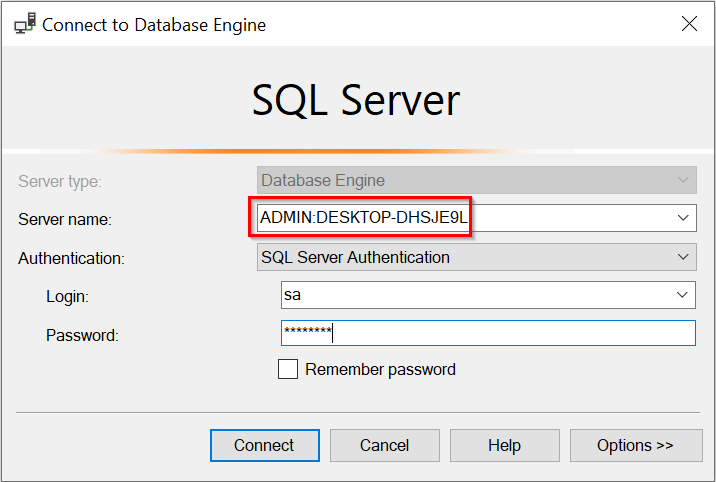 Connect to Database Engine
SQL Server
Server type: Database Engine
Server name: ADMIN:DESKTOP-DHSJE9L
Authentication: SQL Server Authentication
Login: sa
Password: ********
Remember password
Connect Cancel Help Options >>